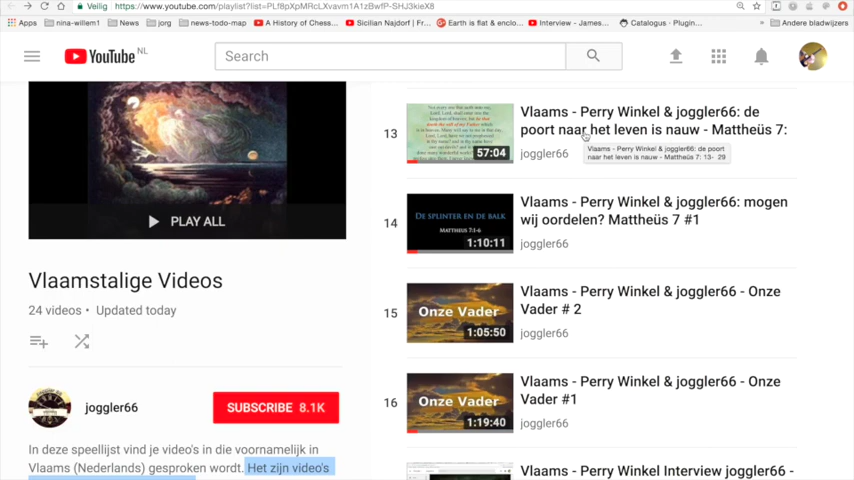 Veilig
https://www.youtube.com/playlist?list=PLf8pXpMRcLXvavm1A1zBwfP-SHJ3kieX8
Apps
nina-willem1
News
jorg
news-todo-map
A History of Chess...
Sicilian Najdorf | Fr...
Earth is flat & enclo...
Interview - James...
Catalogus - Plugin...
»
Andere bladwijzers
YouTube NL
Search
PLAY ALL
Vlaamstalige Videos
24 videos • Updated today
joggler66
SUBSCRIBE 8.1K
In deze speellijst vind je video's in die voornamelijk in
Vlaams (Nederlands) gesproken wordt. Het zijn video's
13
57:04
Vlaams - Perry Winkel & joggler66: de
poort naar het leven is nauw - Mattheüs 7:
joggler66
Vlaams - Perry Winkel & joggler66: de poort
naar het leven is nauw - Mattheüs 7: 13- 29
14
DE SPLINTER EN DE BALK
MATTHEUS 7:1-6
1:10:11
Vlaams - Perry Winkel & joggler66: mogen
wij oordelen? Mattheüs 7 #1
joggler66
15
Onze Vader
1:05:50
Vlaams - Perry Winkel & joggler66 - Onze
Vader # 2
joggler66
16
Onze Vader
1:19:40
Vlaams - Perry Winkel & joggler66 - Onze
Vader #1
joggler66
Vlaams - Perry Winkel Interview joggler66 -